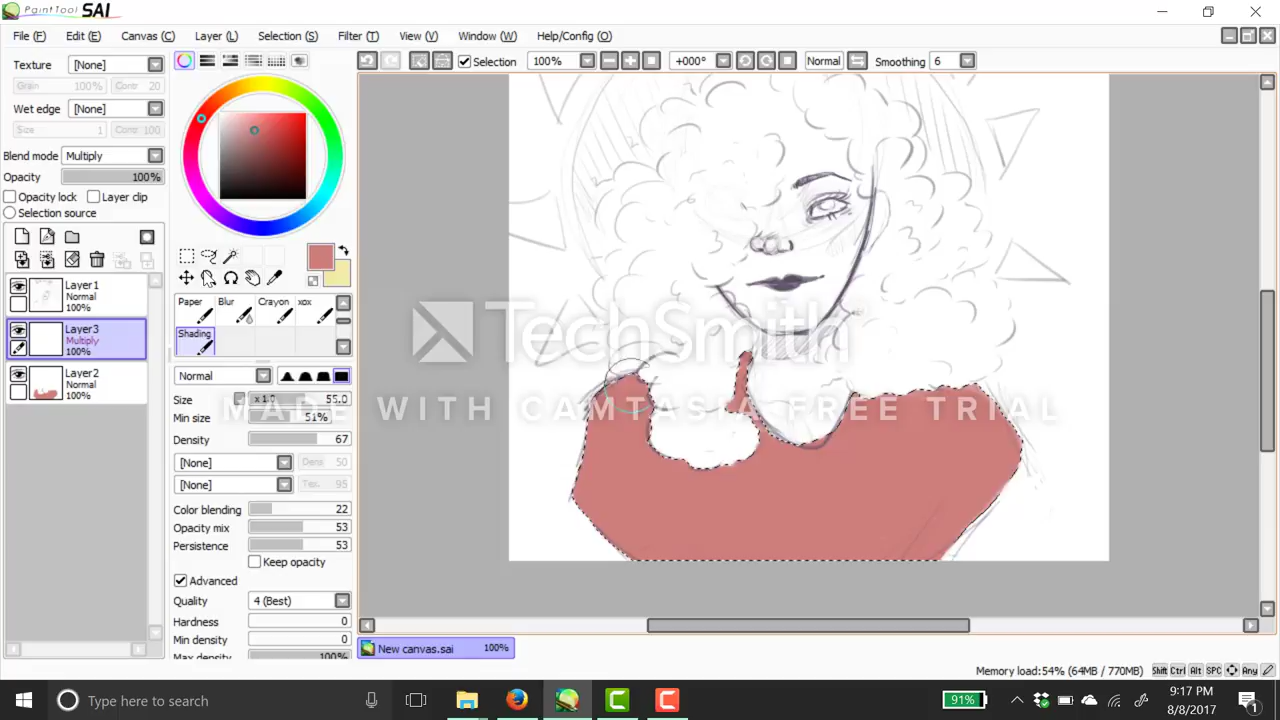 PaintTool SAI
File (F) Edit (E) Canvas (C) Layer (L) Selection (S) Filter (T) View (V) Window (W) Help/Config (O)
Texture [None]
Grain 100% Contr 20
Wet edge [None]
Size 1 Contr 100
Blend mode Multiply
Opacity 100%
Opacity lock Layer clip
Selection source
Layer1
Normal
100%
Layer3
Multiply
100%
Layer2
Normal
100%
Paper Blur Crayon xox
Shading
Normal
Size x 1.0 55.0
Min size 51%
Density 67
[None] Dens 50
[None] Tex. 95
Color blending 22
Opacity mix 53
Persistence 53
Keep opacity
Advanced
Quality 4 (Best)
Hardness 0
Min density 0
Max density 100%
Selection 100% +000° Normal Smoothing 6
TechSmith
MADE WITH CAMTASIA FREE TRIAL
New canvas.sai 100%
Memory load:54% (64MB / 770MB) Shift Ctrl Alt SPC Any
Type here to search
91%
9:17 PM
8/8/2017
1